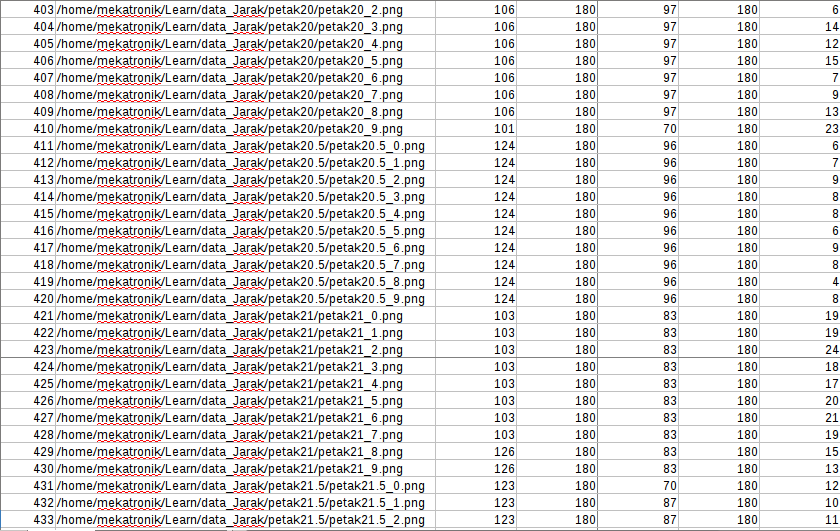 403 /home/mekatronik/Learn/data_Jarak/petak20/petak20_2.png 106 180 97 180 6
404 /home/mekatronik/Learn/data_Jarak/petak20/petak20_3.png 106 180 97 180 14
405 /home/mekatronik/Learn/data_Jarak/petak20/petak20_4.png 106 180 97 180 12
406 /home/mekatronik/Learn/data_Jarak/petak20/petak20_5.png 106 180 97 180 15
407 /home/mekatronik/Learn/data_Jarak/petak20/petak20_6.png 106 180 97 180 7
408 /home/mekatronik/Learn/data_Jarak/petak20/petak20_7.png 106 180 97 180 9
409 /home/mekatronik/Learn/data_Jarak/petak20/petak20_8.png 106 180 97 180 13
410 /home/mekatronik/Learn/data_Jarak/petak20/petak20_9.png 101 180 70 180 23
411 /home/mekatronik/Learn/data_Jarak/petak20.5/petak20.5_0.png 124 180 96 180 6
412 /home/mekatronik/Learn/data_Jarak/petak20.5/petak20.5_1.png 124 180 96 180 7
413 /home/mekatronik/Learn/data_Jarak/petak20.5/petak20.5_2.png 124 180 96 180 9
414 /home/mekatronik/Learn/data_Jarak/petak20.5/petak20.5_3.png 124 180 96 180 8
415 /home/mekatronik/Learn/data_Jarak/petak20.5/petak20.5_4.png 124 180 96 180 8
416 /home/mekatronik/Learn/data_Jarak/petak20.5/petak20.5_5.png 124 180 96 180 6
417 /home/mekatronik/Learn/data_Jarak/petak20.5/petak20.5_6.png 124 180 96 180 9
418 /home/mekatronik/Learn/data_Jarak/petak20.5/petak20.5_7.png 124 180 96 180 8
419 /home/mekatronik/Learn/data_Jarak/petak20.5/petak20.5_8.png 124 180 96 180 4
420 /home/mekatronik/Learn/data_Jarak/petak20.5/petak20.5_9.png 124 180 96 180 8
421 /home/mekatronik/Learn/data_Jarak/petak21/petak21_0.png 103 180 83 180 19
422 /home/mekatronik/Learn/data_Jarak/petak21/petak21_1.png 103 180 83 180 19
423 /home/mekatronik/Learn/data_Jarak/petak21/petak21_2.png 103 180 83 180 24
424 /home/mekatronik/Learn/data_Jarak/petak21/petak21_3.png 103 180 83 180 18
425 /home/mekatronik/Learn/data_Jarak/petak21/petak21_4.png 103 180 83 180 17
426 /home/mekatronik/Learn/data_Jarak/petak21/petak21_5.png 103 180 83 180 20
427 /home/mekatronik/Learn/data_Jarak/petak21/petak21_6.png 103 180 83 180 21
428 /home/mekatronik/Learn/data_Jarak/petak21/petak21_7.png 103 180 83 180 19
429 /home/mekatronik/Learn/data_Jarak/petak21/petak21_8.png 126 180 83 180 15
430 /home/mekatronik/Learn/data_Jarak/petak21/petak21_9.png 126 180 83 180 13
431 /home/mekatronik/Learn/data_Jarak/petak21.5/petak21.5_0.png 123 180 70 180 12
432 /home/mekatronik/Learn/data_Jarak/petak21.5/petak21.5_1.png 123 180 87 180 10
433 /home/mekatronik/Learn/data_Jarak/petak21.5/petak21.5_2.png 123 180 87 180 11